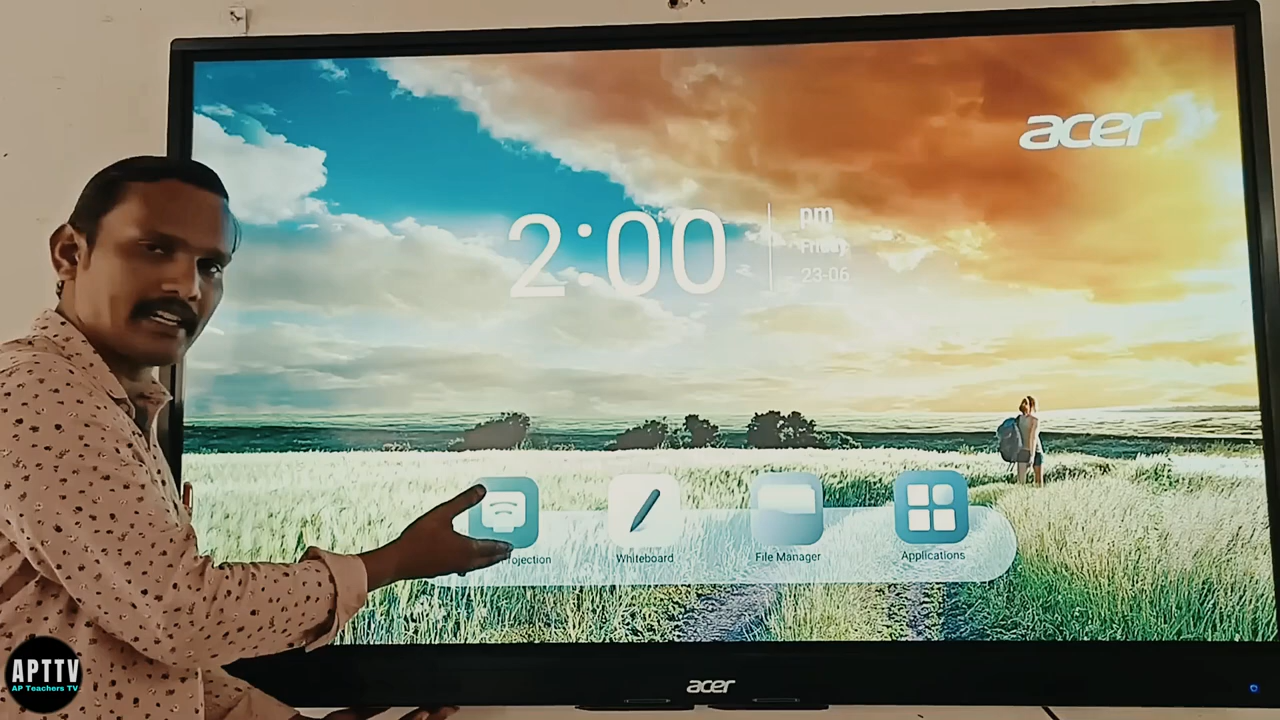 acer
2:00
pm
Friday
23-06
Projection
Whiteboard
File Manager
Applications
acer
APTTV
AP Teachers TV